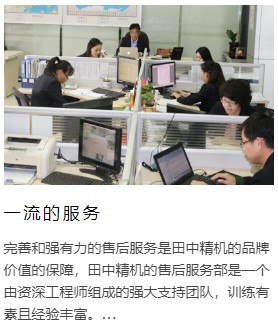 一流的服务
完善和强有力的售后服务是田中精机的品牌
价值的保障，田中精机的售后服务部是一个
由资深工程师组成的强大支持团队，训练有
素且经验丰富。...